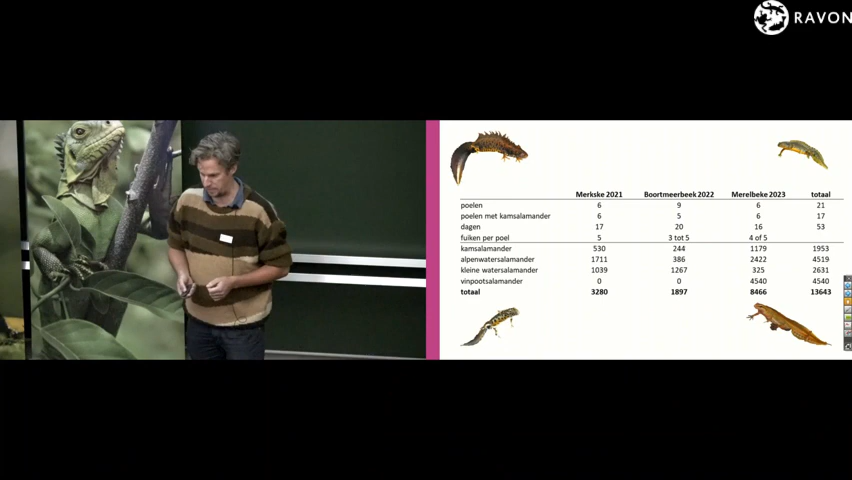 RAVON
Merkske 2021 Boortmeerbeek 2022 Merelbeke 2023 totaal
poelen 6 9 6 21
poelen met kamsalamander 6 5 6 17
dagen 17 20 16 53
fuiken per poel 5 3 tot 5 4 of 5
kamsalamander 530 244 1179 1953
alpenwatersalamander 1711 386 2422 4519
kleine watersalamander 1039 1267 325 2631
vinpootsalamander 0 0 4540 4540
totaal 3280 1897 8466 13643